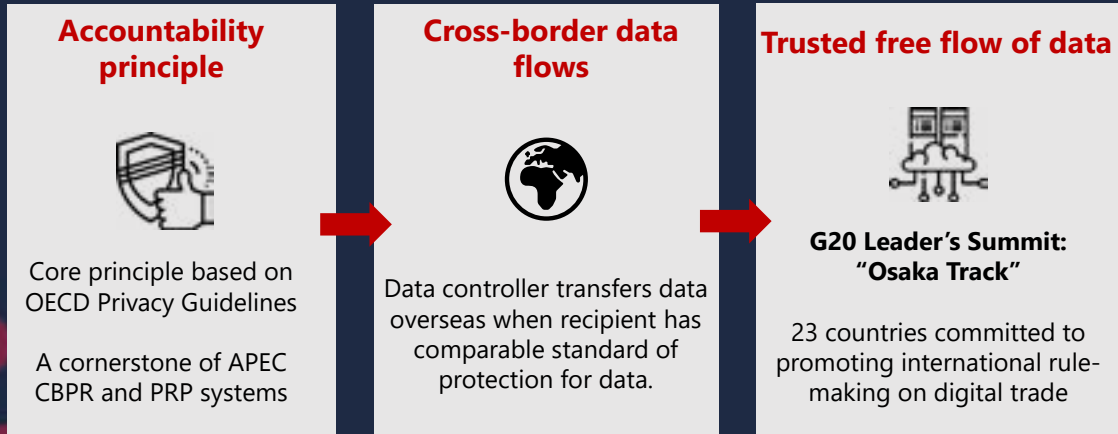 Accountability
principle
Core principle based on
OECD Privacy Guidelines
A cornerstone of APEC
CBPR and PRP systems
Cross-border data
flows
Data controller transfers data
overseas when recipient has
comparable standard of
protection for data.
Trusted free flow of data
G20 Leader’s Summit:
“Osaka Track”
23 countries committed to
promoting international rule-
making on digital trade